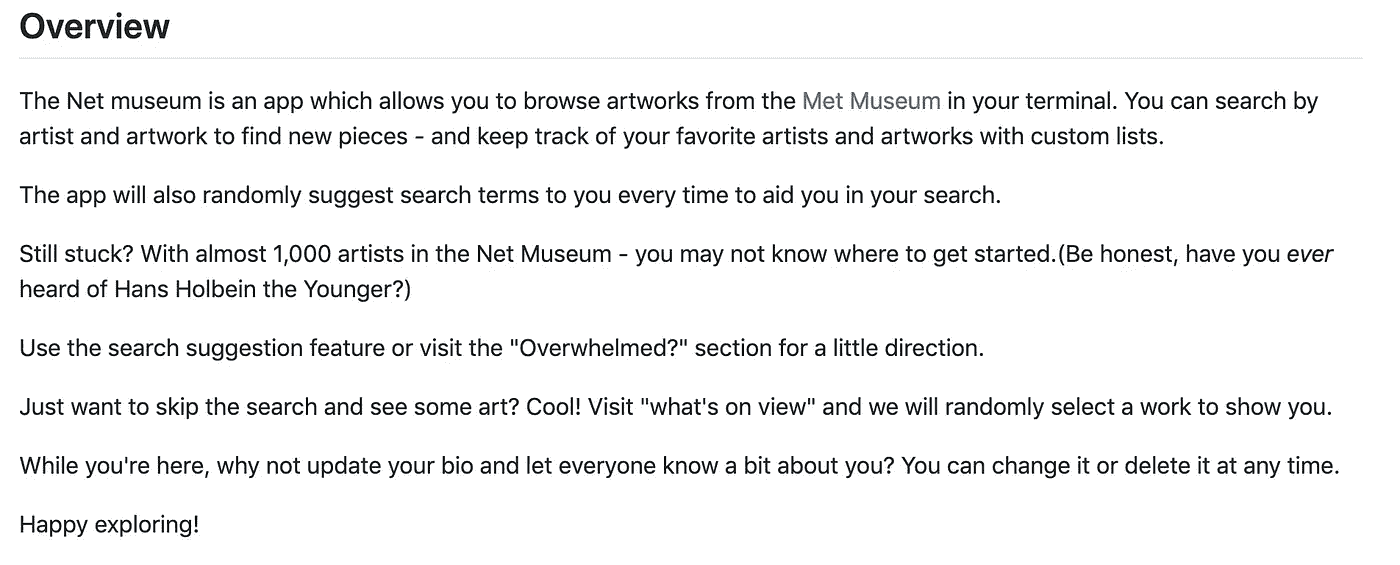 Overview
The Net museum is an app which allows you to browse artworks from the Met Museum in your terminal. You can search by
artist and artwork to find new pieces - and keep track of your favorite artists and artworks with custom lists.
The app will also randomly suggest search terms to you every time to aid you in your search.
Still stuck? With almost 1,000 artists in the Net Museum - you may not know where to get started.(Be honest, have you ever
heard of Hans Holbein the Younger?)
Use the search suggestion feature or visit the "Overwhelmed?" section for a little direction.
Just want to skip the search and see some art? Cool! Visit "what's on view" and we will randomly select a work to show you.
While you're here, why not update your bio and let everyone know a bit about you? You can change it or delete it at any time.
Happy exploring!